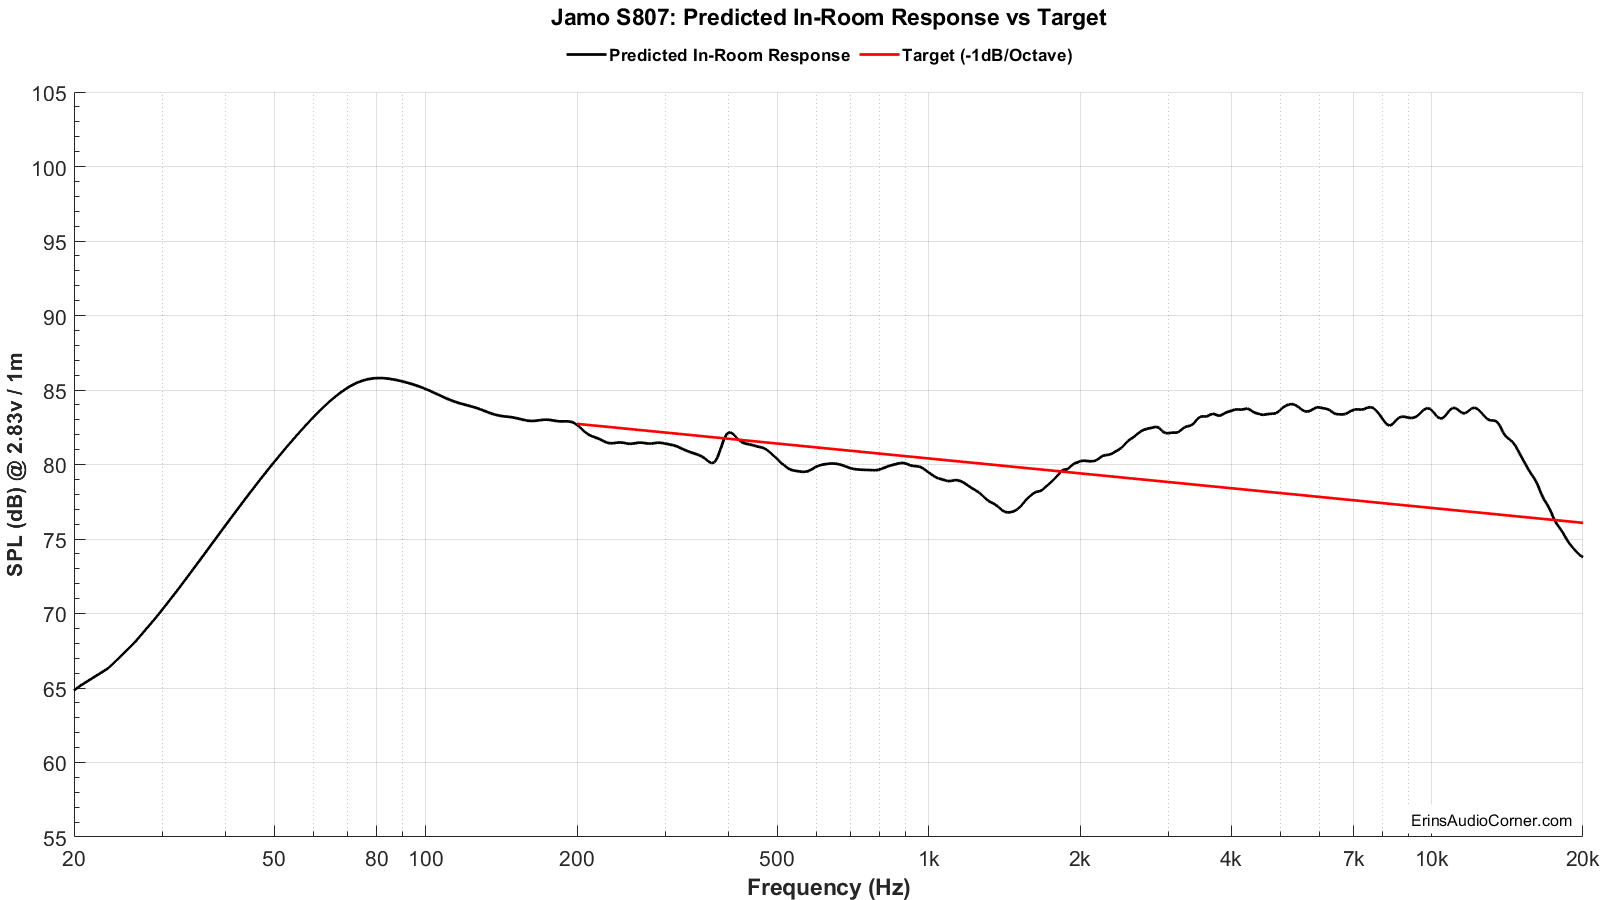 Jamo S807: Predicted In-Room Response vs Target
Predicted In-Room Response Target (-1dB/Octave)
SPL (dB) @ 2.83v / 1m
105
100
95
90
85
80
75
70
65
60
55
ErinsAudioCorner.com
20 50 80 100 200 500 1k 2k 4k 7k 10k 20k
Frequency (Hz)